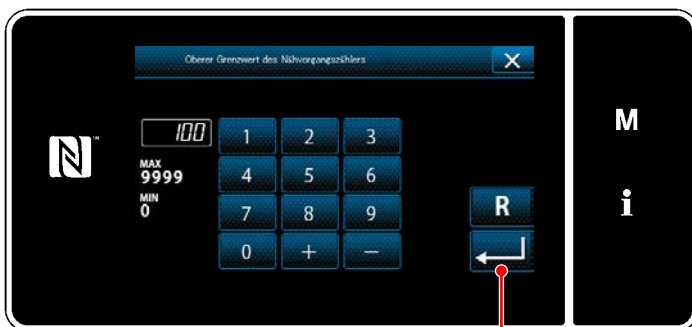 Oberer Grenzwert des Nähvorgangszählers
X
100
1 2 3
MAX
9999
4 5 6
MIN
0
7 8 9
R
0 + −
M
i
N